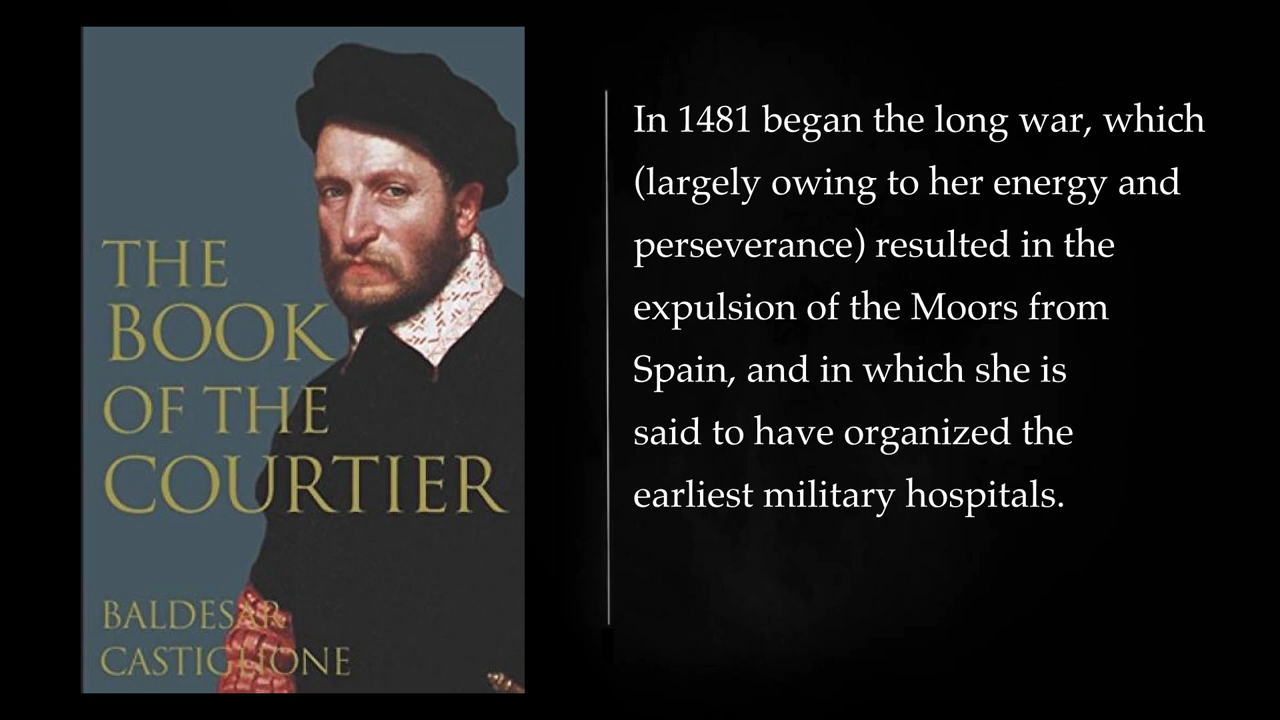 THE
BOOK
OF THE
COURTIER
BALDESAR
CASTIGLIONE
In 1481 began the long war, which
(largely owing to her energy and
perseverance) resulted in the
expulsion of the Moors from
Spain, and in which she is
said to have organized the
earliest military hospitals.